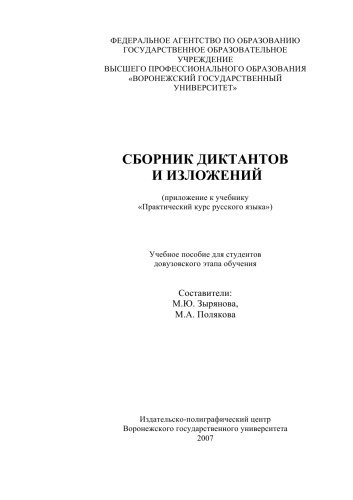 ФЕДЕРАЛЬНОЕ АГЕНТСТВО ПО ОБРАЗОВАНИЮ
ГОСУДАРСТВЕННОЕ ОБРАЗОВАТЕЛЬНОЕ
УЧРЕЖДЕНИЕ
ВЫСШЕГО ПРОФЕССИОНАЛЬНОГО ОБРАЗОВАНИЯ
«ВОРОНЕЖСКИЙ ГОСУДАРСТВЕННЫЙ
УНИВЕРСИТЕТ»
СБОРНИК ДИКТАНТОВ
И ИЗЛОЖЕНИЙ
(приложение к учебнику
«Практический курс русского языка»)
Учебное пособие для студентов
довузовского этапа обучения
Составители:
М.Ю. Зырянова,
М.А. Полякова
Издательско-полиграфический центр
Воронежского государственного университета
2007